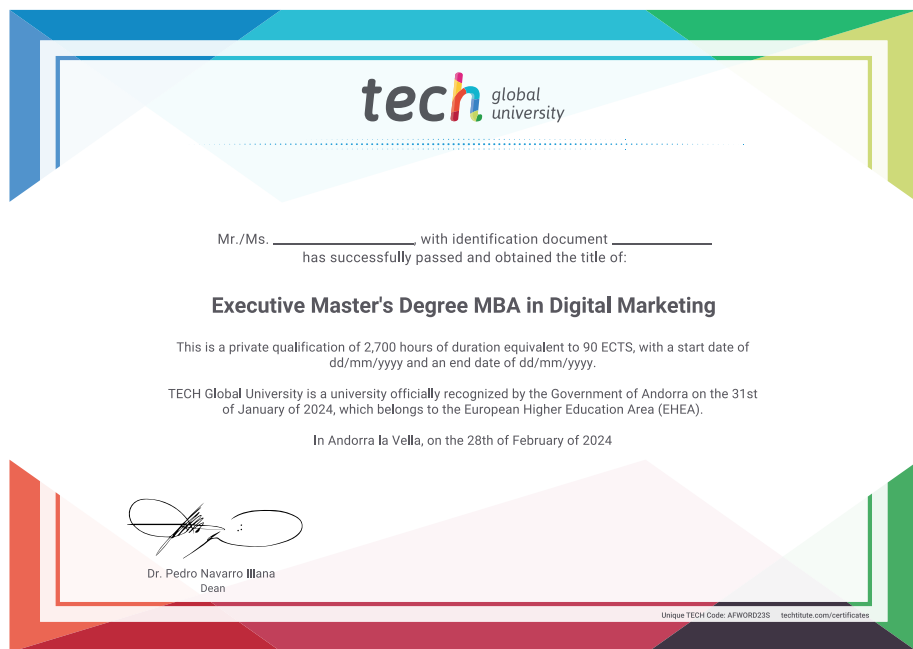 tech global
university
Mr./Ms. ____________, with identification document ____________
has successfully passed and obtained the title of:
Executive Master's Degree MBA in Digital Marketing
This is a private qualification of 2,700 hours of duration equivalent to 90 ECTS, with a start date of
dd/mm/yyyy and an end date of dd/mm/yyyy.
TECH Global University is a university officially recognized by the Government of Andorra on the 31st
of January of 2024, which belongs to the European Higher Education Area (EHEA).
In Andorra la Vella, on the 28th of February of 2024
Dr. Pedro Navarro Illana
Dean
Unique TECH Code: AFWORD23S techtitute.com/certificates